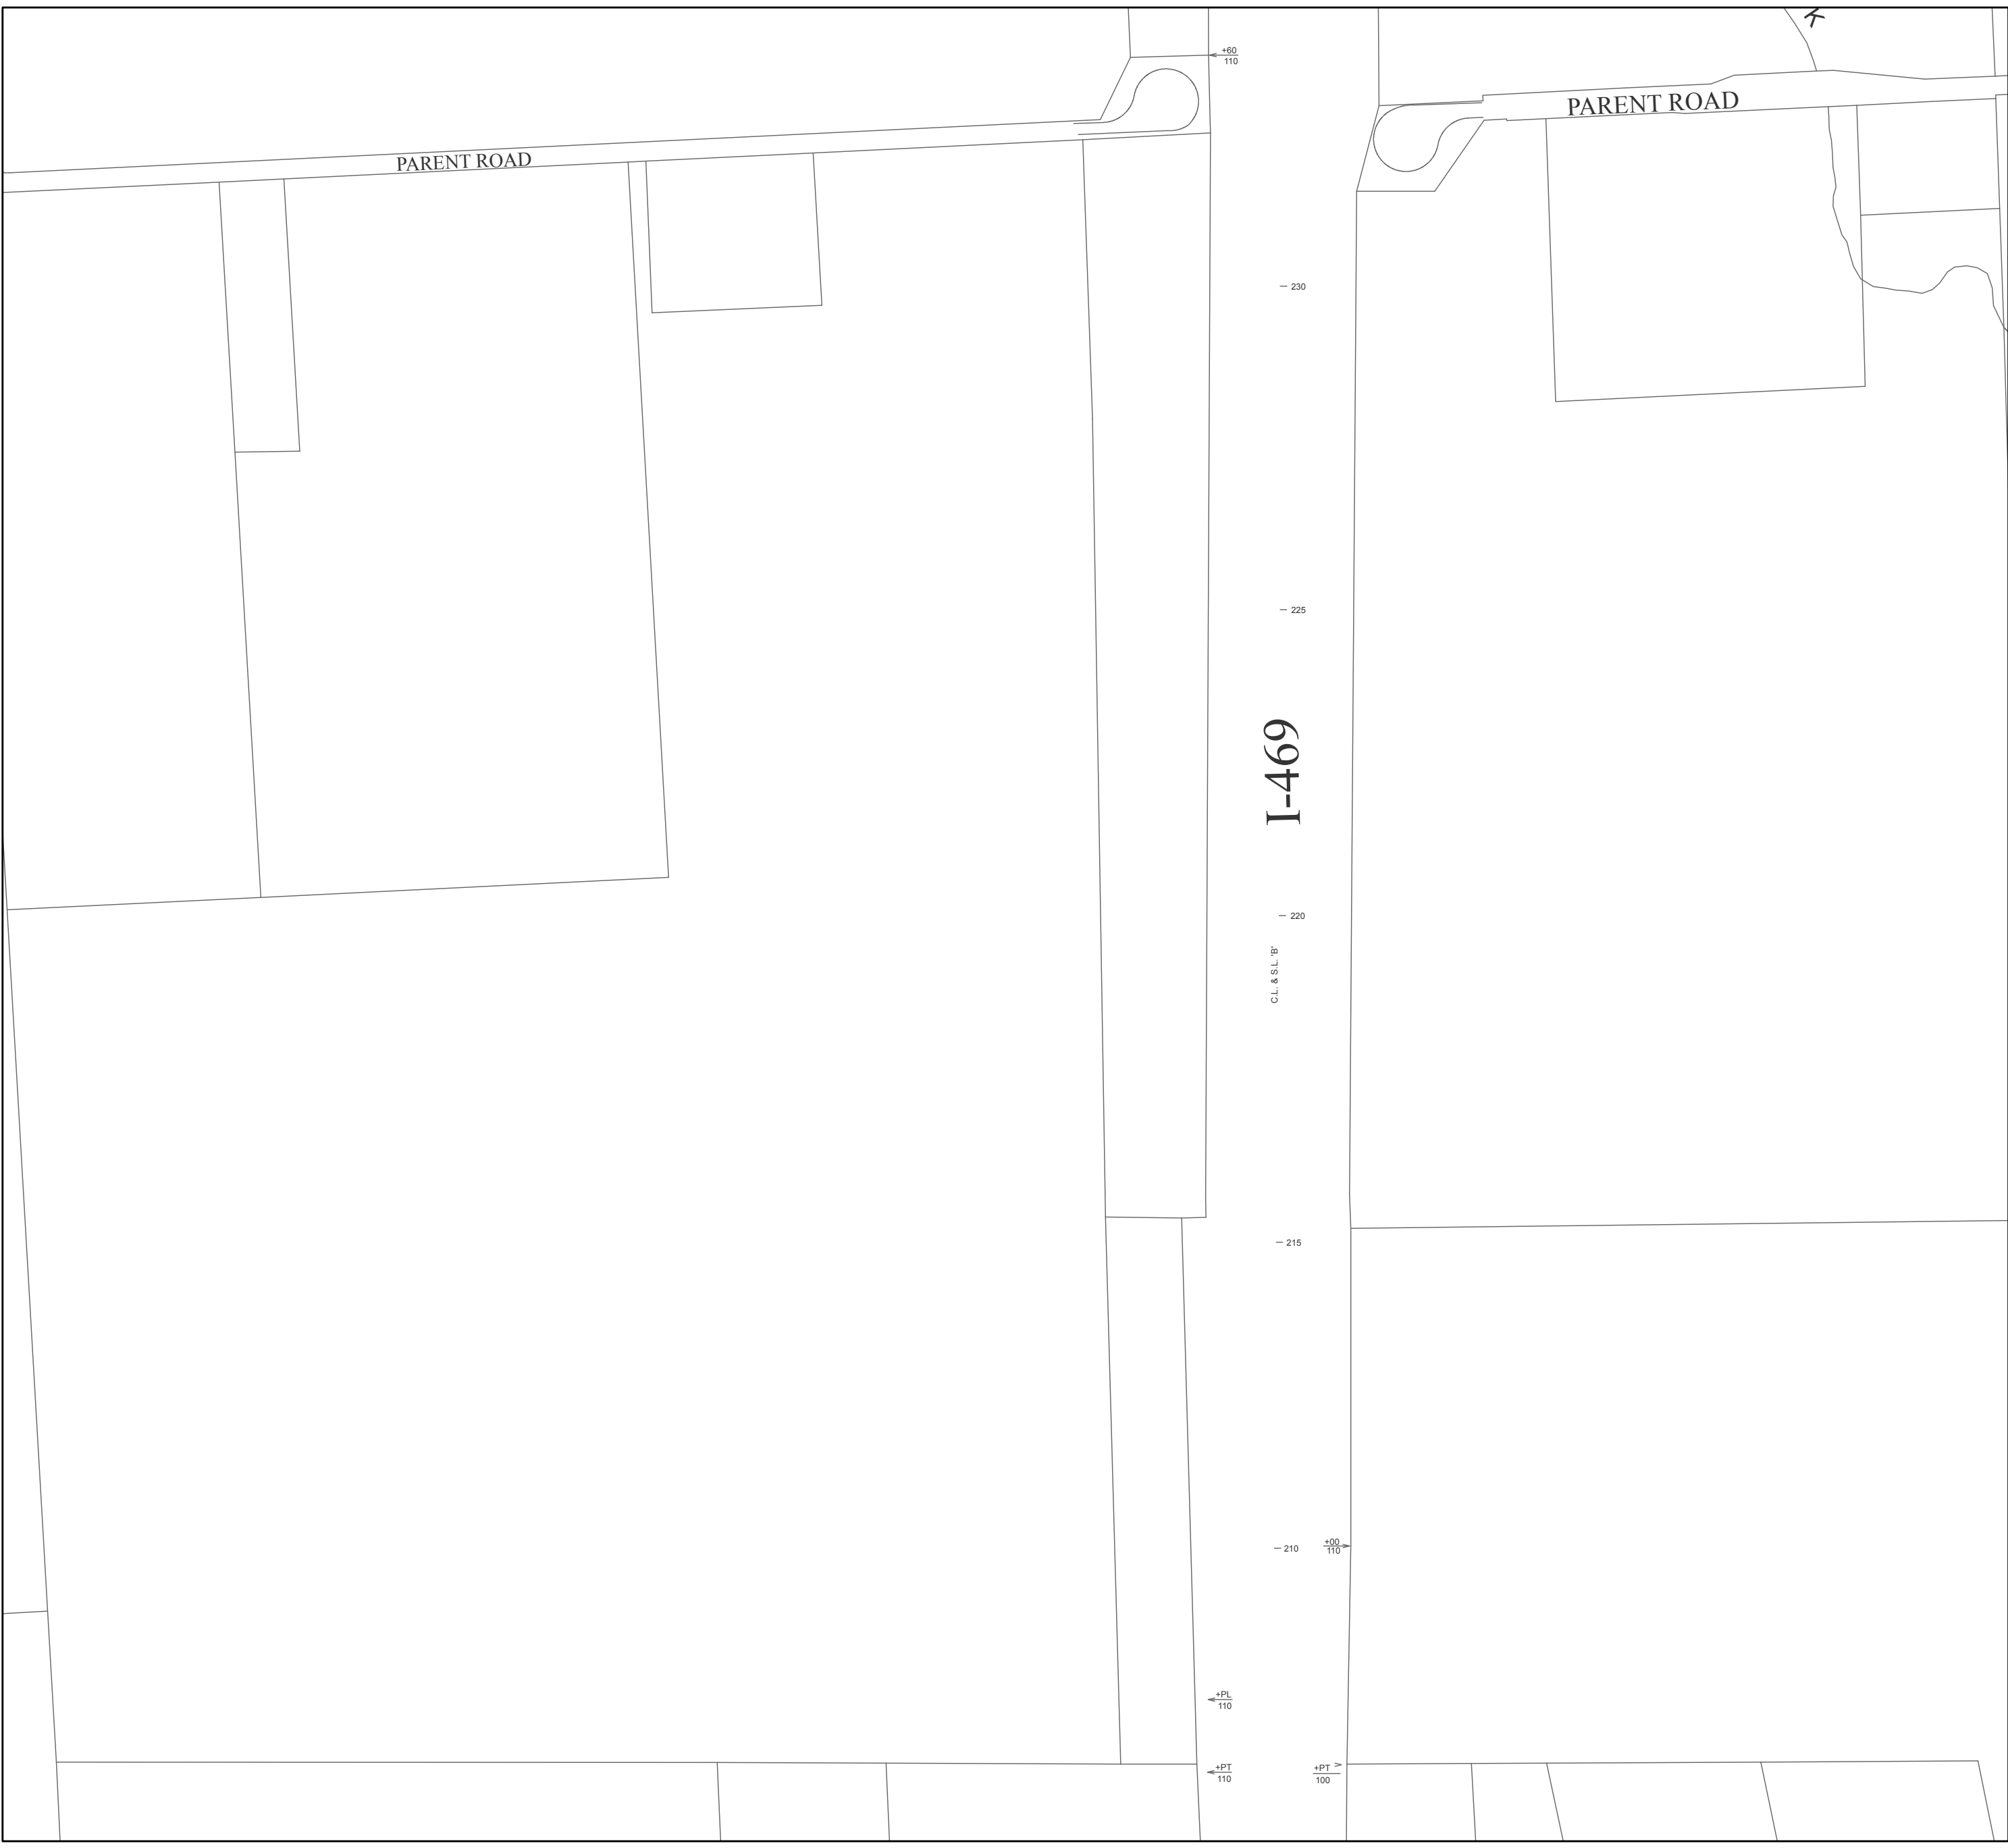 K
+60
110
PARENT ROAD
PARENT ROAD
230
225
I-469
220
C.L. & S.L. 'B'
215
210
+00
110
+PL
110
+PT
110
+PT
100